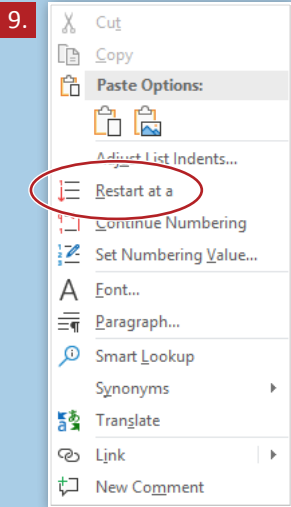 9.
Cut
Copy
Paste Options:
Adjust List Indents...
Restart at a
Continue Numbering
Set Numbering Value...
Font...
Paragraph...
Smart Lookup
Synonyms
Translate
Link
New Comment